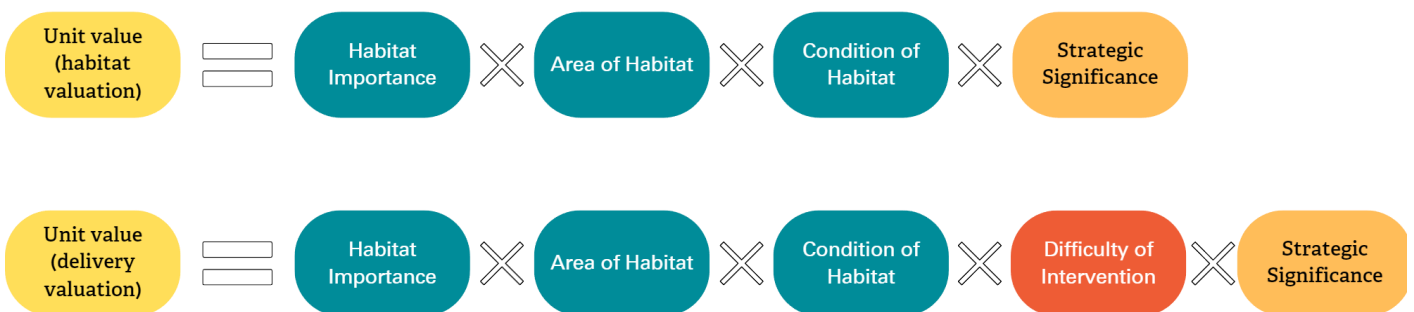 Unit value
(habitat
valuation)
Habitat
Importance
Area of Habitat
Condition of
Habitat
Strategic
Significance
Unit value
(delivery
valuation)
Habitat
Importance
Area of Habitat
Condition of
Habitat
Difficulty of
Intervention
Strategic
Significance